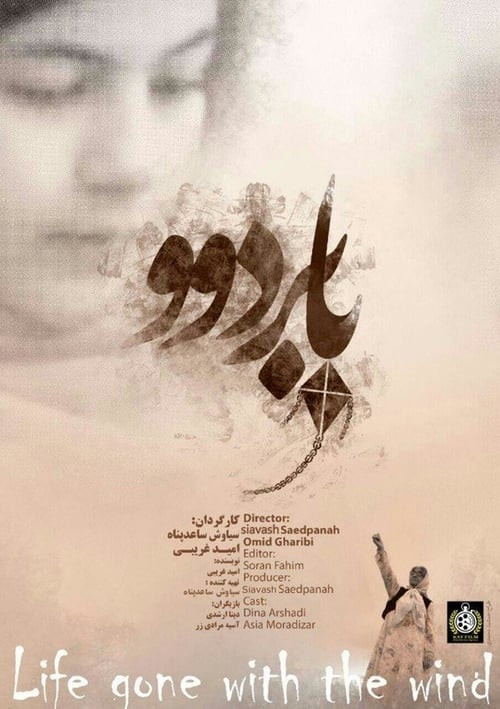 بابردوو
کارگردان:
سیاوش ساعدپناه
امید غریبی
نویسنده:
امید غریبی
تهیه کننده :
سیاوش ساعدپناه
بازیگران:
دینا ارشدی
آسیه مرادی زر
Director:
siavash Saedpanah
Omid Gharibi
Editor:
Soran Fahim
Producer:
Siavash Saedpanah
Cast:
Dina Arshadi
Asia Moradizar
Life gone with the wind